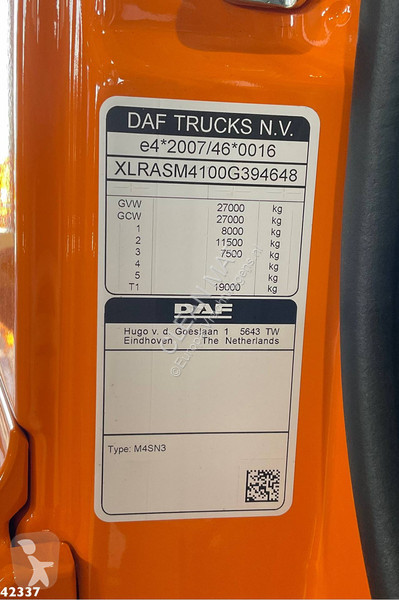 DAF TRUCKS N.V.
e4*2007/46*0016
XLRASM4100G394648
GVW 27000 kg
GCW 27000 kg
1 8000 kg
2 11500 kg
3 7500 kg
4 kg
5 kg
T1 19000 kg
DAF
Hugo v. d. Goeslaan 1 5643 TW
Eindhoven The Netherlands
Type: M4SN3
42337